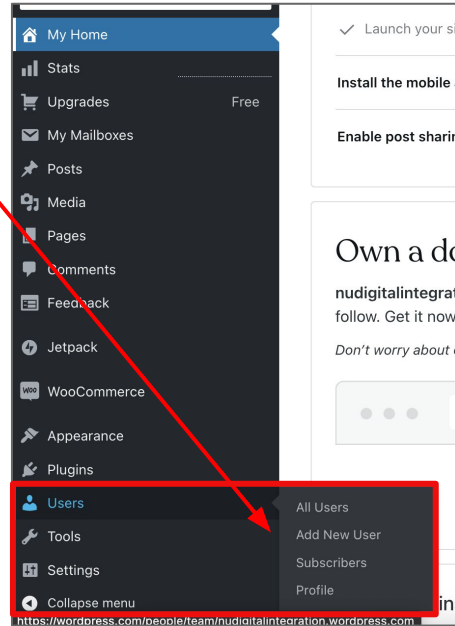 My Home
Stats
Upgrades Free
My Mailboxes
Posts
Media
Pages
Comments
Feedback
Jetpack
Woo WooCommerce
Appearance
Plugins
Users
Tools
Settings
Collapse menu
All Users
Add New User
Subscribers
Profile
https://wordpress.com/people/team/nudigitalintegration.wordpress.com
Launch your si
Install the mobile
Enable post sharin
Own a do
nudigitalintegrat
follow. Get it now
Don't worry about
in